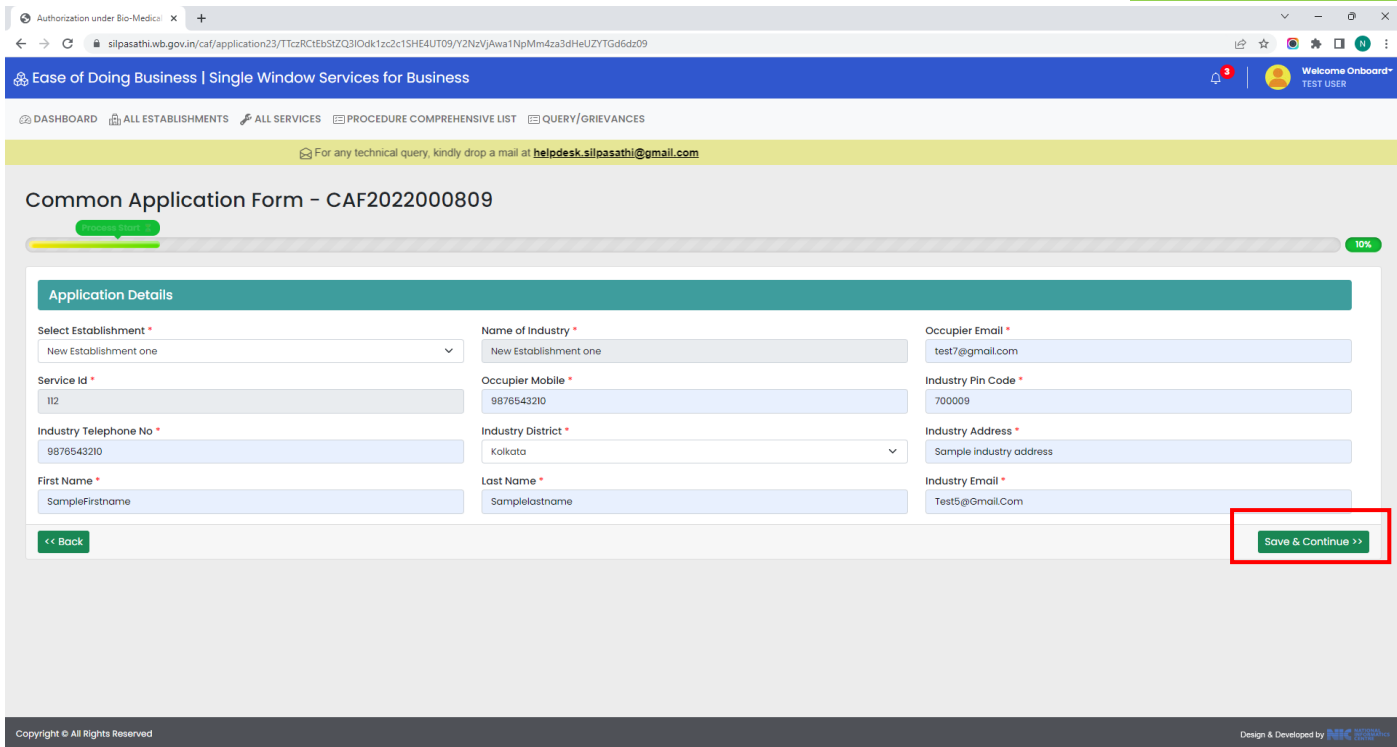 Authorization under Bio-Medical
silpasathi.wb.gov.in/caf/application23/TTczRCtEbStZQ3lOdk1zc2c1SHE4UT09/Y2NzVjAwa1NpMm4za3dHeUZYTGd6dz09
N
Ease of Doing Business | Single Window Services for Business
3
Welcome Onboard
TEST USER
DASHBOARD ALL ESTABLISHMENTS ALL SERVICES PROCEDURE COMPREHENSIVE LIST QUERY/GRIEVANCES
For any technical query, kindly drop a mail at helpdesk.silpasathi@gmail.com
Common Application Form - CAF2022000809
Process Start
10%
Application Details
Select Establishment * Name of Industry * Occupier Email *
New Establishment one New Establishment one test7@gmail.com
Service Id * Occupier Mobile * Industry Pin Code *
112 9876543210 700009
Industry Telephone No * Industry District * Industry Address *
9876543210 Kolkata Sample industry address
First Name * Last Name * Industry Email *
SampleFirstname Samplelastname Test5@Gmail.Com
<< Back Save & Continue >>
Copyright © All Rights Reserved Design & Developed by NIC NATIONAL INFORMATICS CENTRE